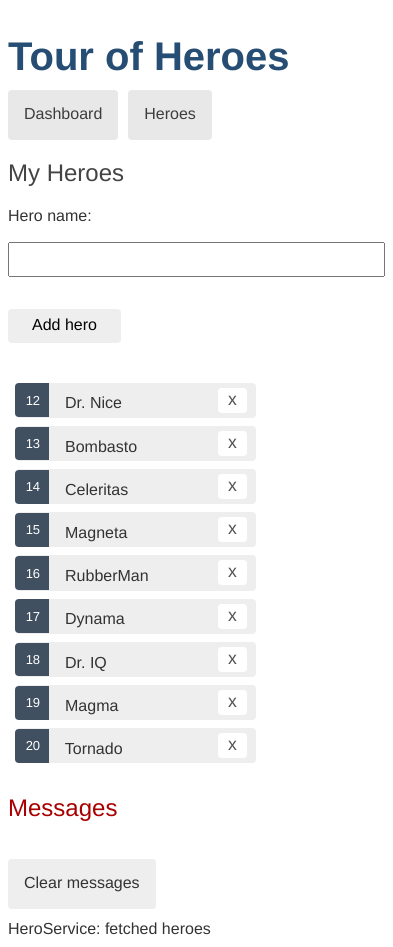 Tour of Heroes
Dashboard Heroes
My Heroes
Hero name:
Add hero
12 Dr. Nice x
13 Bombasto x
14 Celeritas x
15 Magneta x
16 RubberMan x
17 Dynama x
18 Dr. IQ x
19 Magma x
20 Tornado x
Messages
Clear messages
HeroService: fetched heroes